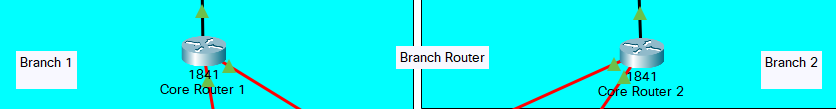 Branch 1
1841
Core Router 1
Branch Router
1841
Core Router 2
Branch 2